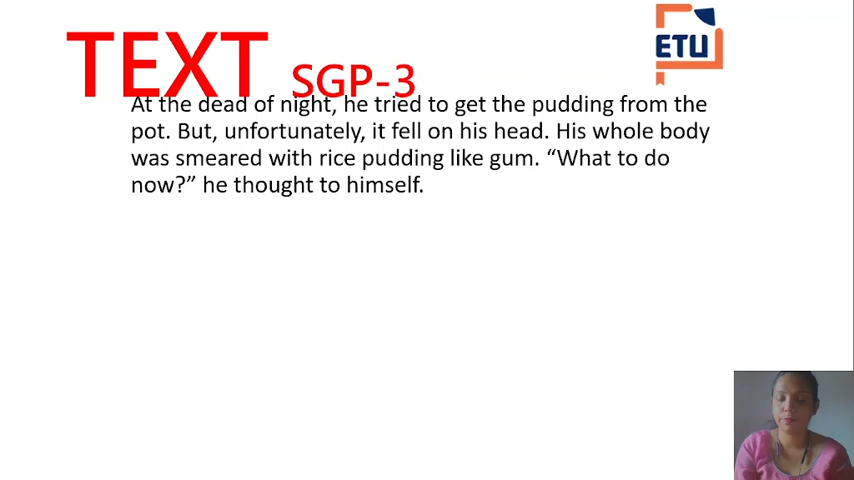 ETU
TEXT SGP-3
At the dead of night, he tried to get the pudding from the
pot. But, unfortunately, it fell on his head. His whole body
was smeared with rice pudding like gum. “What to do
now?” he thought to himself.